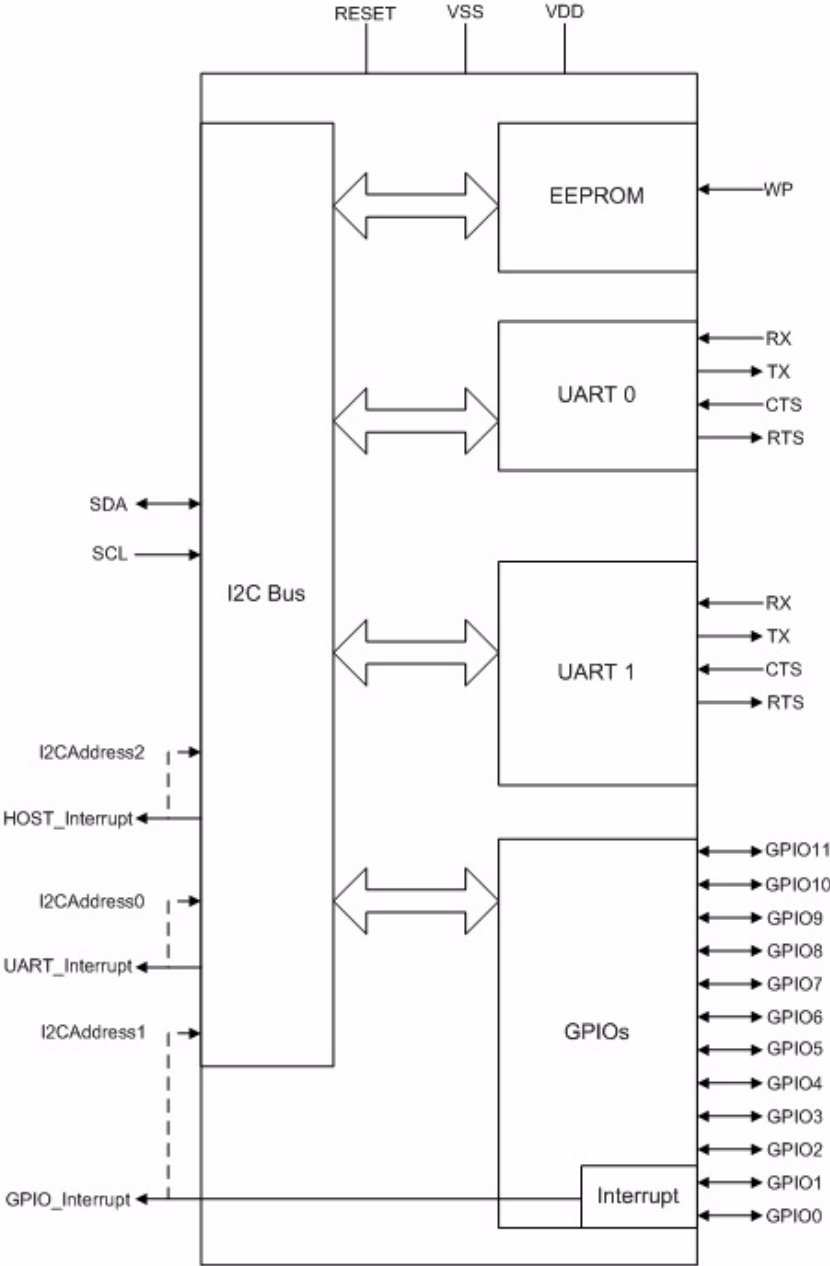 RESET VSS VDD
EEPROM
WP
UART 0
RX
TX
CTS
RTS
SDA
SCL
I2C Bus
UART 1
RX
TX
CTS
RTS
I2CAddress2
HOST_Interrupt
I2CAddress0
UART_Interrupt
I2CAddress1
GPIO_Interrupt
GPIOs
Interrupt
GPIO11
GPIO10
GPIO9
GPIO8
GPIO7
GPIO6
GPIO5
GPIO4
GPIO3
GPIO2
GPIO1
GPIO0